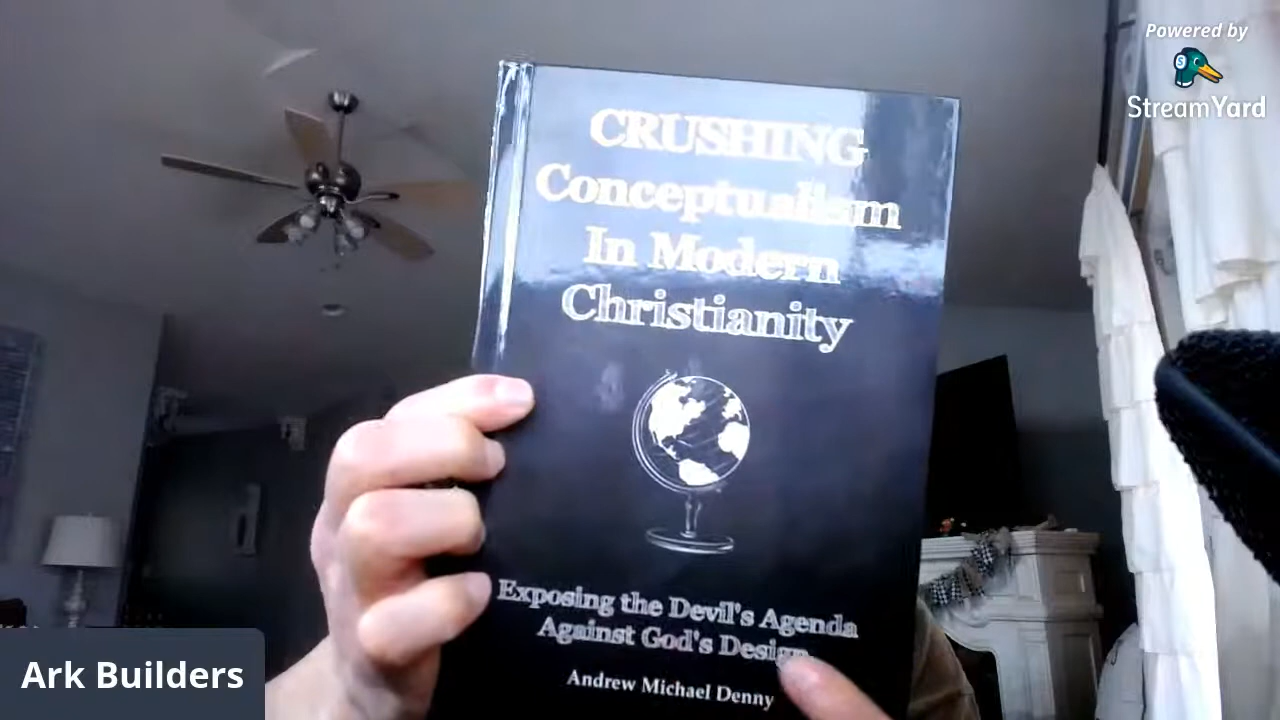 Powered by
StreamYard
CRUSHING
Conceptualism
In Modern
Christianity
Exposing the Devil's Agenda
Against God's Design
Andrew Michael Denny
Ark Builders